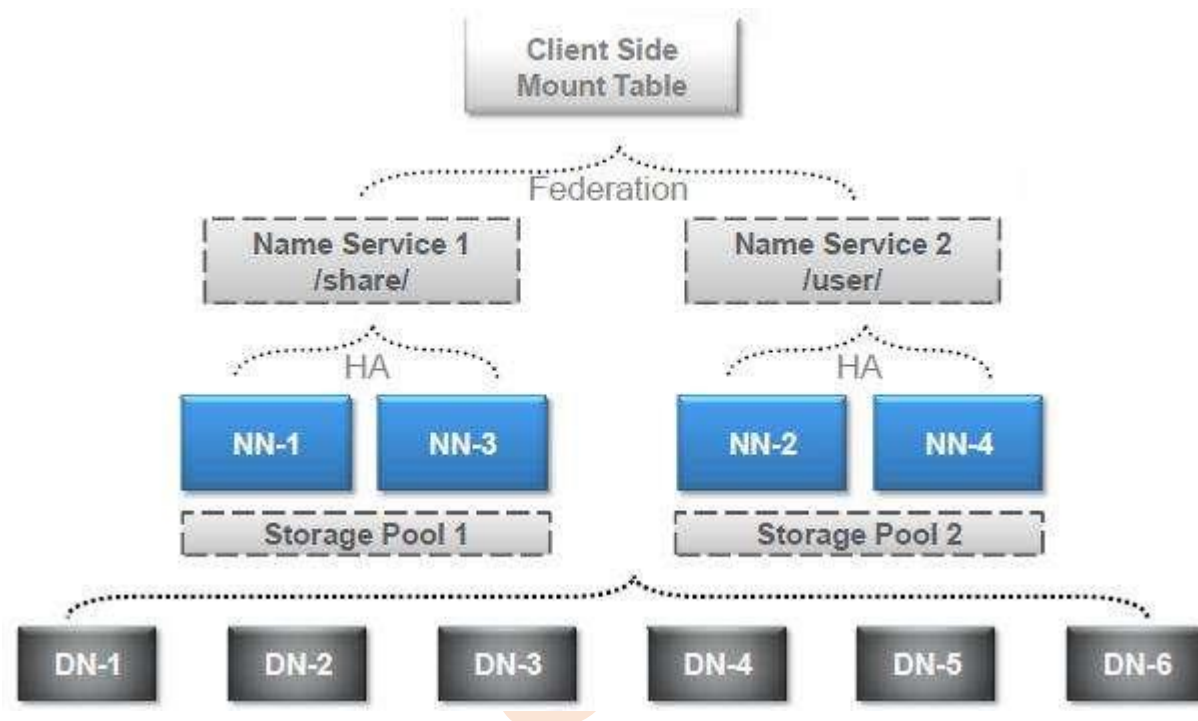 Client Side
Mount Table
Federation
Name Service 1
/share/
Name Service 2
/user/
HA
HA
NN-1
NN-3
NN-2
NN-4
Storage Pool 1
Storage Pool 2
DN-1
DN-2
DN-3
DN-4
DN-5
DN-6